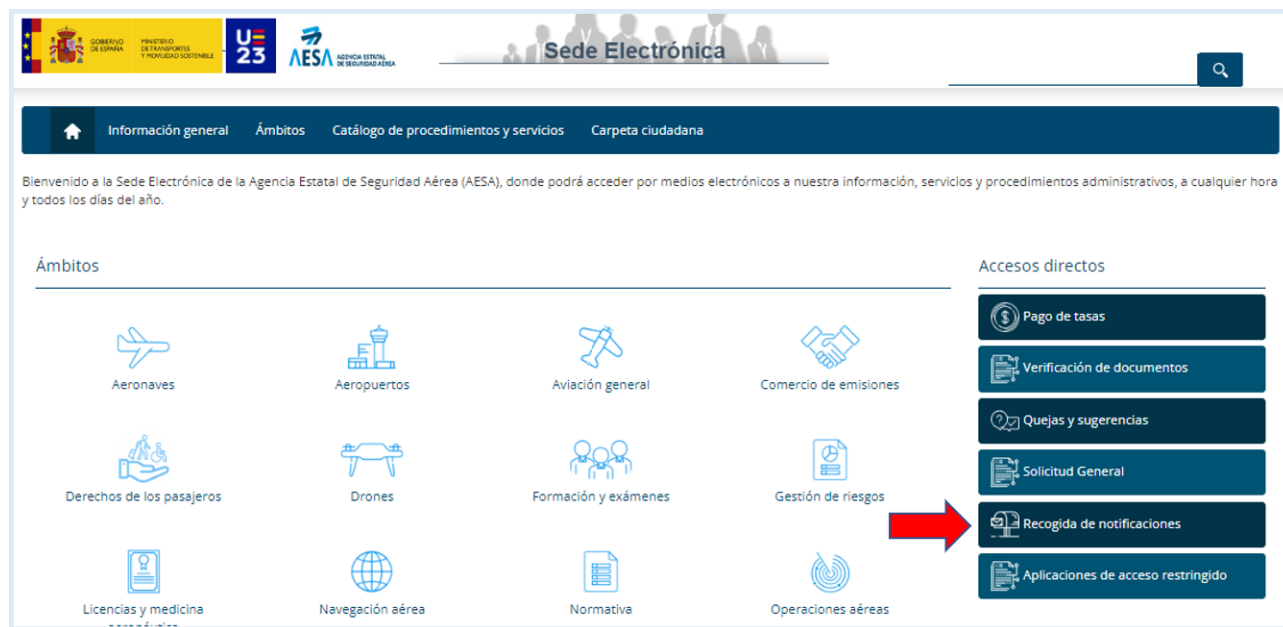 GOBIERNO
DE ESPAÑA
MINISTERIO
DE TRANSPORTES
Y MOVILIDAD SOSTENIBLE
UE
23
AESA AGENCIA ESTATAL
DE SEGURIDAD AÉREA
Sede Electrónica
Información general Ámbitos Catálogo de procedimientos y servicios Carpeta ciudadana
Bienvenido a la Sede Electrónica de la Agencia Estatal de Seguridad Aérea (AESA), donde podrá acceder por medios electrónicos a nuestra información, servicios y procedimientos administrativos, a cualquier hora
y todos los días del año.
Ámbitos
Aeronaves Aeropuertos Aviación general Comercio de emisiones
Derechos de los pasajeros Drones Formación y exámenes Gestión de riesgos
Licencias y medicina
aeronáutica
Navegación aérea Normativa Operaciones aéreas
Accesos directos
Pago de tasas
Verificación de documentos
Quejas y sugerencias
Solicitud General
Recogida de notificaciones
Aplicaciones de acceso restringido